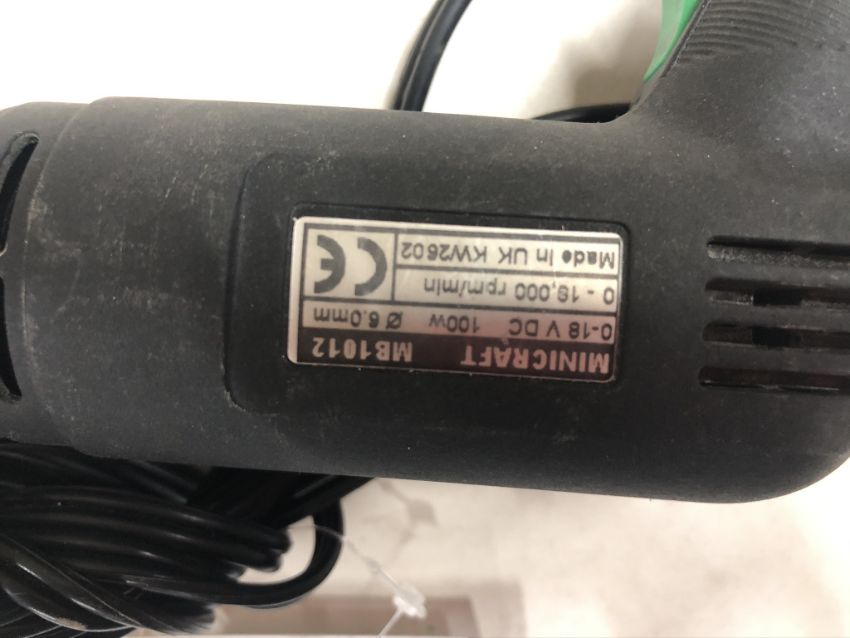 MINICRAFT MB1012
0-18 V DC 100w Ø 6.0mm
0 - 18,000 rpm/min
Made in UK KW2602
CE